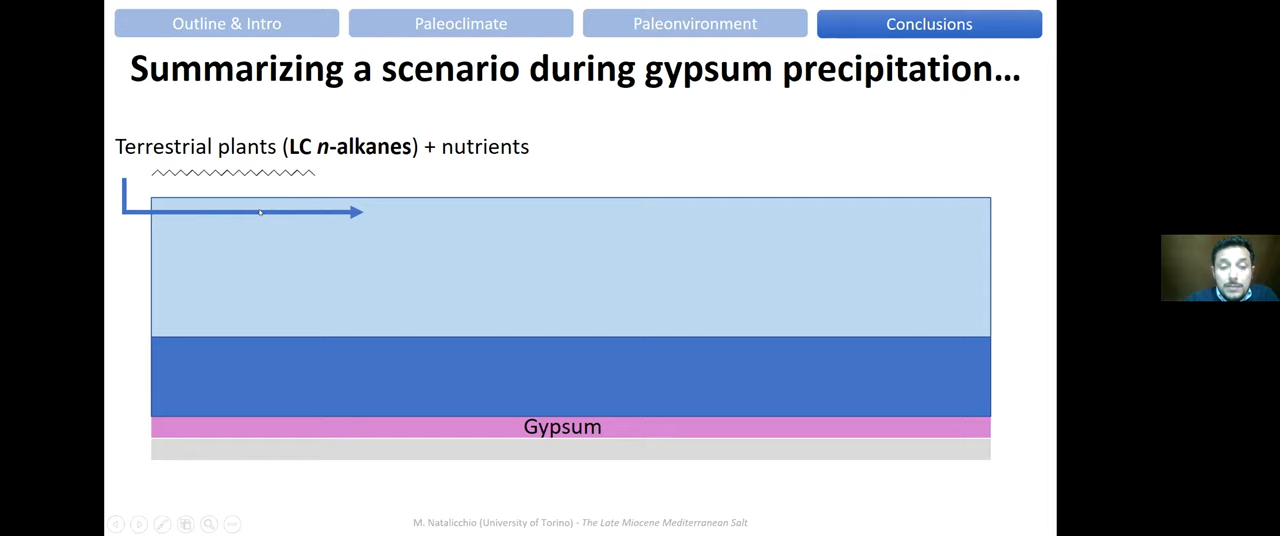 Outline & Intro
Paleoclimate
Paleonvironment
Conclusions
Summarizing a scenario during gypsum precipitation...
Terrestrial plants (LC n-alkanes) + nutrients
Gypsum
M. Natalicchio (University of Torino) - The Late Miocene Mediterranean Salt